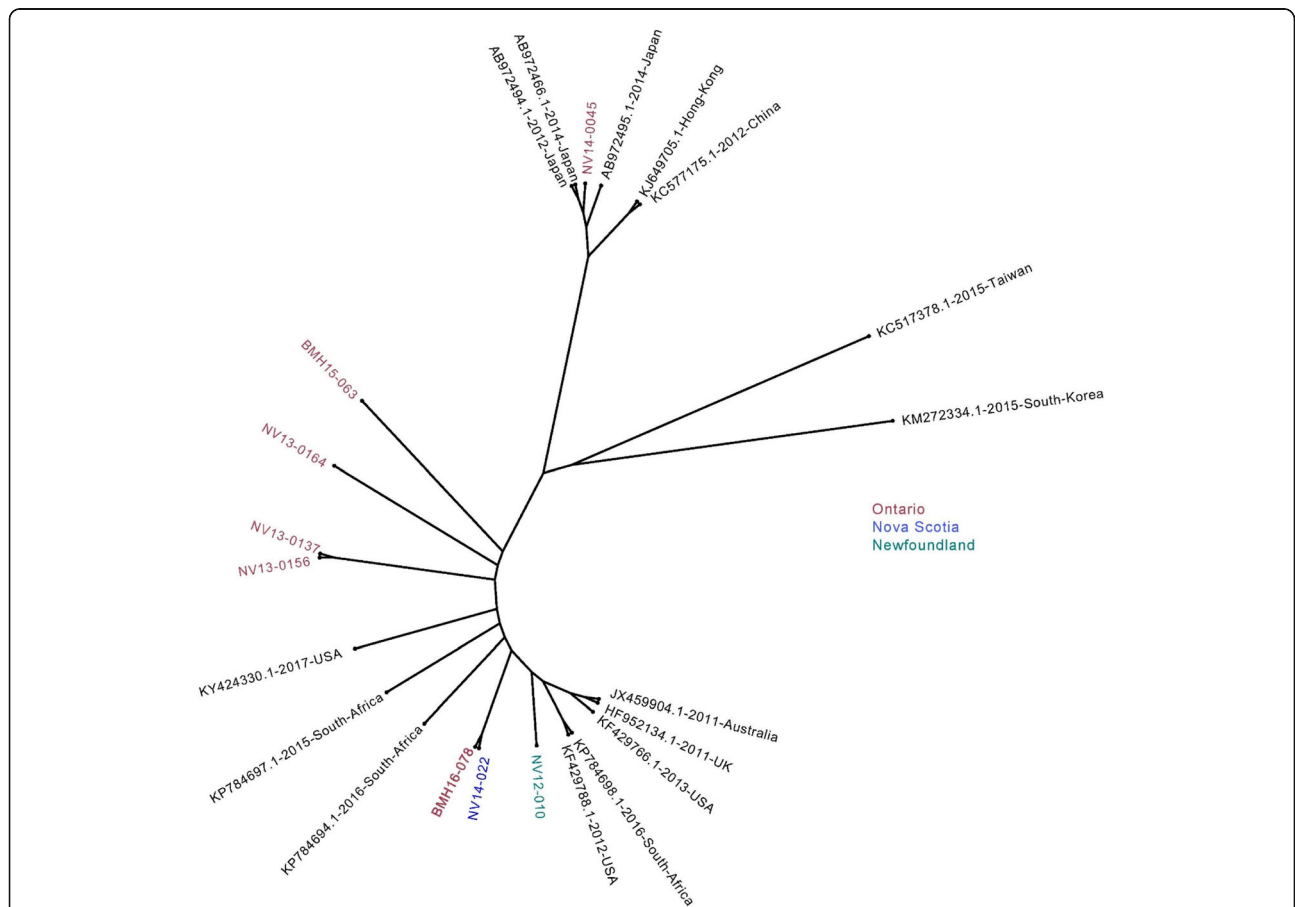 AB972494.1-2012-Japan
AB972466.1-2014-Japan
NV14-0045
AB972495.1-2014-Japan
KJ649705.1-Hong-Kong
KC577175.1-2012-China
KC517378.1-2015-Taiwan
KM272334.1-2015-South-Korea
BMH15-063
NV13-0164
NV13-0137
NV13-0156
Ontario
Nova Scotia
Newfoundland
KY424330.1-2017-USA
KP784697.1-2015-South-Africa
KP784694.1-2016-South-Africa
BMH16-078
NV14-022
NV12-010
KF429788.1-2012-USA
KP784698.1-2016-South-Africa
KF429766.1-2013-USA
HF952134.1-2011-UK
JX459904.1-2011-Australia